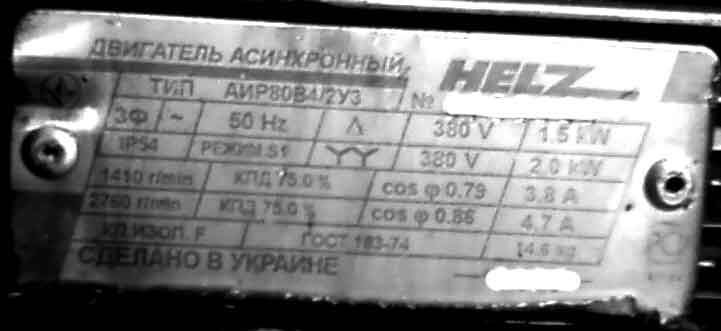 ДВИГАТЕЛЬ АСИНХРОННЫЙ HELZ
ТИП АИР80В4/2У3 №
3Ф ~ 50 Hz Δ 380 V 1.5 kW
IP54 РЕЖИМ S1 YY 380 V 2.0 kW
1410 r/min КПД 75.0 % cos φ 0.79 3.8 A
2760 r/min КПД 75.0 % cos φ 0.86 4.7 A
КЛ.ИЗОЛ. F ГОСТ 183-74 14.6 kg
СДЕЛАНО В УКРАИНЕ